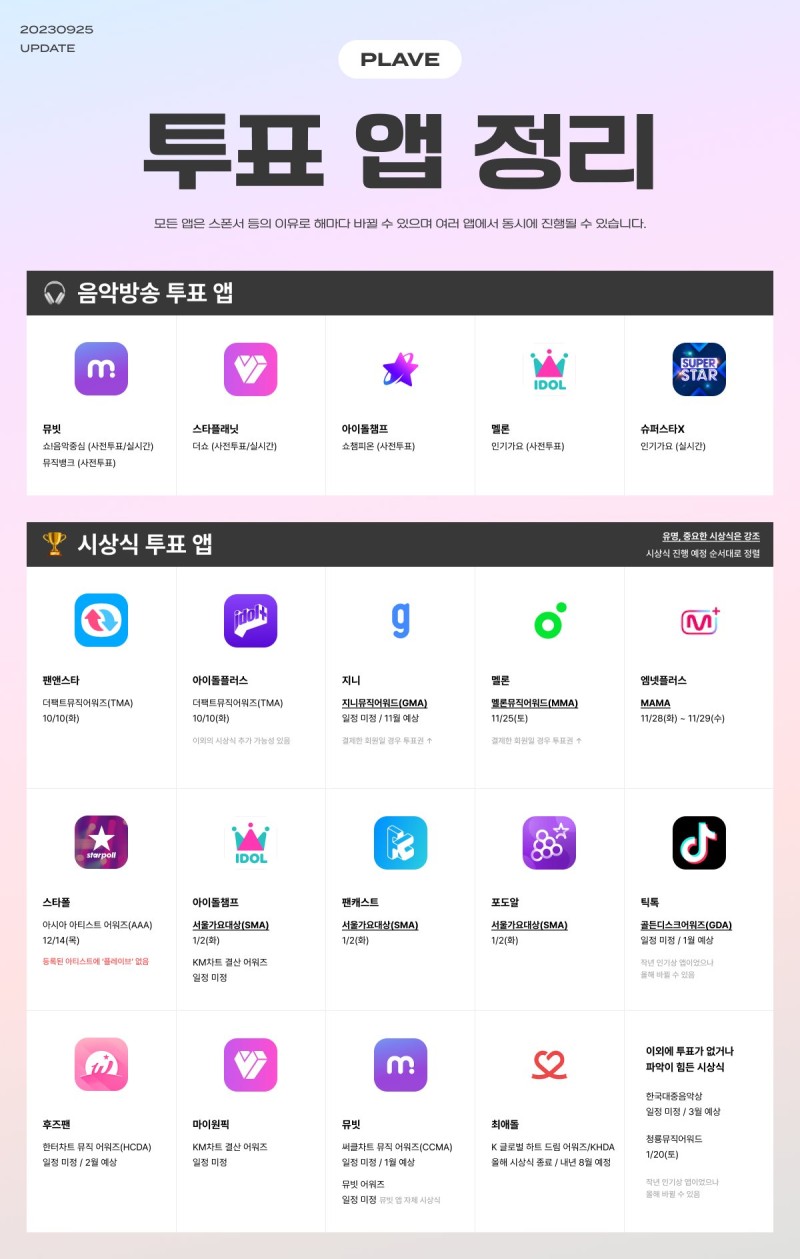 20230925
UPDATE
PLAVE
투표 앱 정리
모든 앱은 스폰서 등의 이유로 해마다 바뀔 수 있으며 여러 앱에서 동시에 진행될 수 있습니다.
음악방송 투표 앱
m.
IDOL
SUPER
STAR
뮤빗
쇼!음악중심 (사전투표/실시간)
뮤직뱅크 (사전투표)
스타플래닛
더쇼 (사전투표/실시간)
아이돌챔프
쇼챔피온 (사전투표)
멜론
인기가요 (사전투표)
슈퍼스타X
인기가요 (실시간)
시상식 투표 앱
유명, 중요한 시상식은 강조
시상식 진행 예정 순서대로 정렬
idol+
g
M+
팬앤스타
더팩트뮤직어워즈(TMA)
10/10(화)
아이돌플러스
더팩트뮤직어워즈(TMA)
10/10(화)
이외의 시상식 추가 가능성 있음
지니
지니뮤직어워드(GMA)
일정 미정 / 11월 예상
결제한 회원일 경우 투표권 ↑
멜론
멜론뮤직어워드(MMA)
11/25(토)
결제한 회원일 경우 투표권 ↑
엠넷플러스
MAMA
11/28(화) ~ 11/29(수)
starpoll
IDOL
스타폴
아시아 아티스트 어워즈(AAA)
12/14(목)
등록된 아티스트에 '플레이브' 없음
아이돌챔프
서울가요대상(SMA)
1/2(화)
KM차트 결산 어워즈
일정 미정
팬캐스트
서울가요대상(SMA)
1/2(화)
포도알
서울가요대상(SMA)
1/2(화)
틱톡
골든디스크어워즈(GDA)
일정 미정 / 1월 예상
작년 인기상 앱이었으나
올해 바뀔 수 있음
m.
후즈팬
한터차트 뮤직 어워즈(HCDA)
일정 미정 / 2월 예상
마이원픽
KM차트 결산 어워즈
일정 미정
뮤빗
써클차트 뮤직 어워즈(CCMA)
일정 미정 / 1월 예상
뮤빗 어워즈
일정 미정 뮤빗 앱 자체 시상식
최애돌
K 글로벌 하트 드림 어워즈/KHDA
올해 시상식 종료 / 내년 8월 예정
이외에 투표가 없거나
파악이 힘든 시상식
한국대중음악상
일정 미정 / 3월 예상
청룡뮤직어워드
1/20(토)
작년 인기상 앱이었으나
올해 바뀔 수 있음